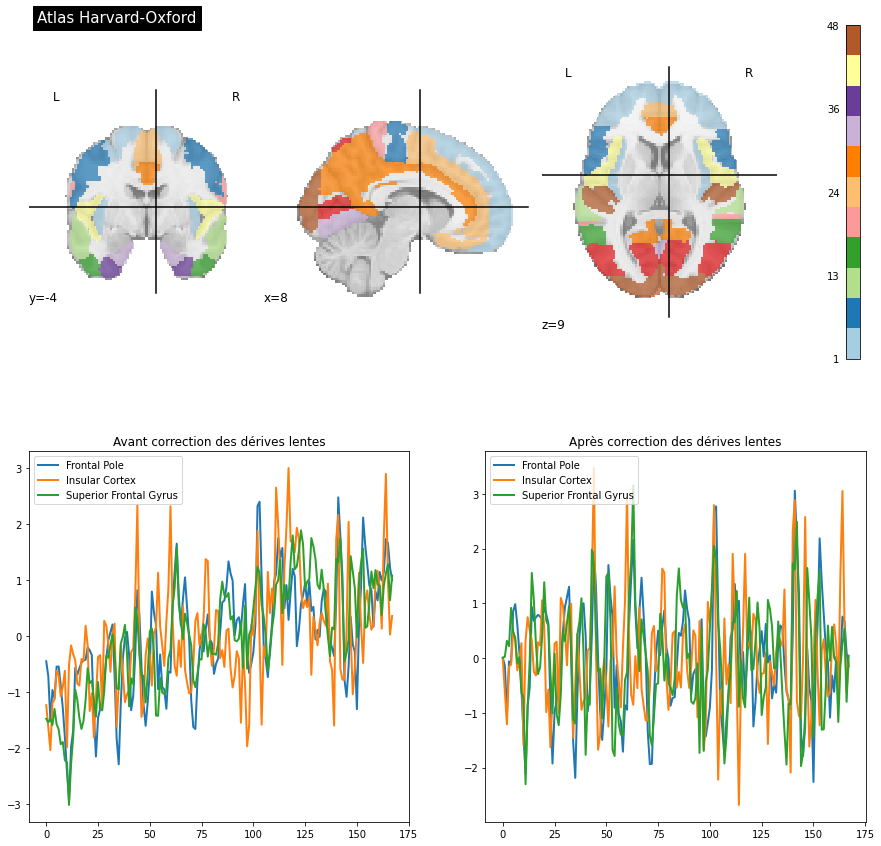 Atlas Harvard-Oxford
L R
L R
y=-4
x=8
z=9
48
36
24
13
1
Avant correction des dérives lentes
Frontal Pole
Insular Cortex
Superior Frontal Gyrus
3
2
1
0
−1
−2
−3
0 25 50 75 100 125 150 175
Après correction des dérives lentes
Frontal Pole
Insular Cortex
Superior Frontal Gyrus
3
2
1
0
−1
−2
0 25 50 75 100 125 150 175